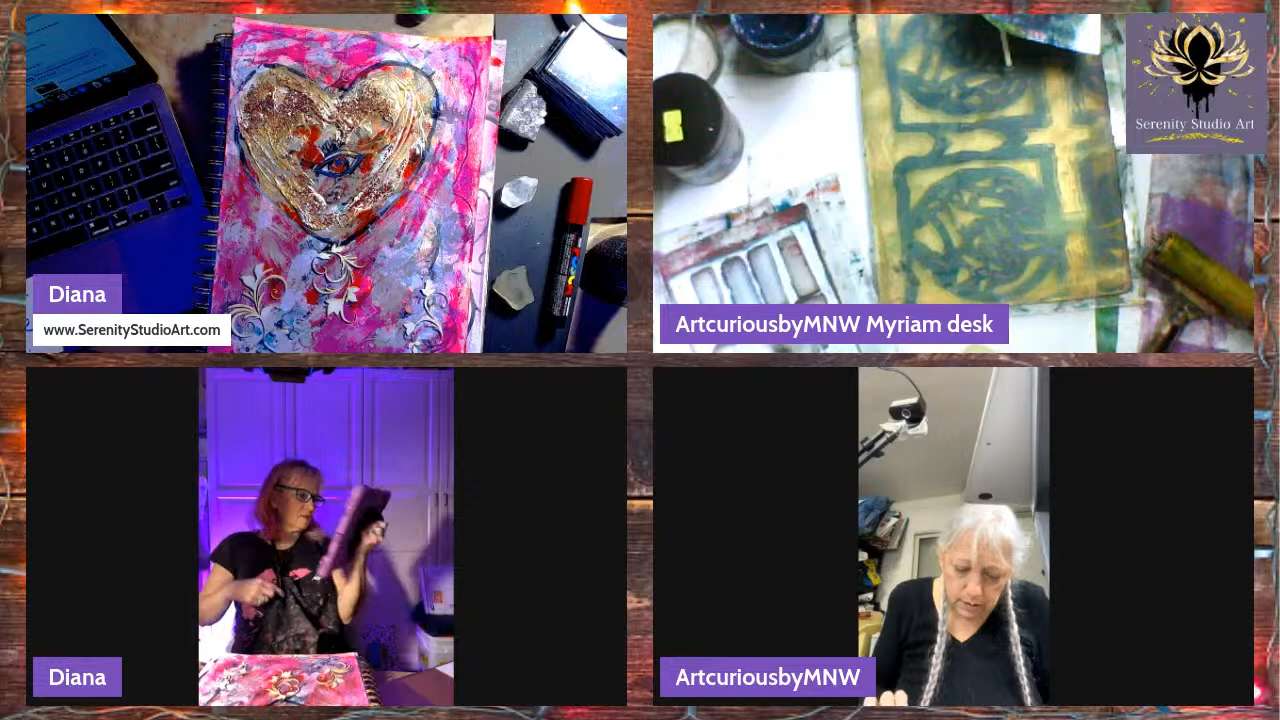 Serenity Studio Art
Diana
www.SerenityStudioArt.com
ArtcuriousbyMNW Myriam desk
Diana
ArtcuriousbyMNW